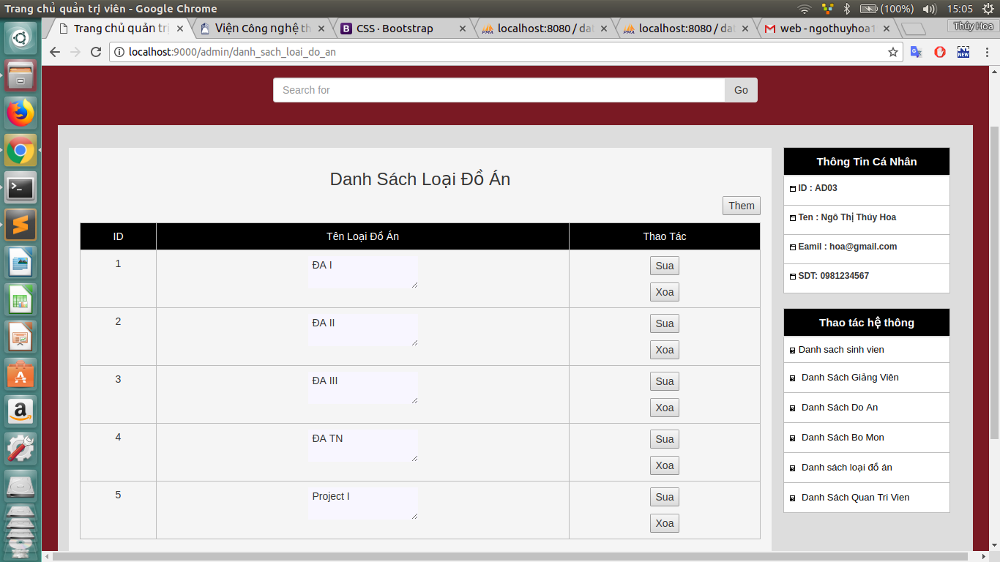 Trang chủ quản trị viên - Google Chrome
(100%)
15:05
Trang chủ quản trị
Viện Công nghệ th
CSS · Bootstrap
localhost:8080 / dat
localhost:8080 / dat
web - ngothuyhoa1
Thúy Hoa
localhost:9000/admin/danh_sach_loai_do_an
NEW
Search for
Go
Danh Sách Loại Đồ Án
Them
ID
Tên Loại Đồ Án
Thao Tác
1
ĐA I
Sua
Xoa
2
ĐA II
Sua
Xoa
3
ĐA III
Sua
Xoa
4
ĐA TN
Sua
Xoa
5
Project I
Sua
Xoa
Thông Tin Cá Nhân
ID : AD03
Ten : Ngô Thị Thúy Hoa
Eamil : hoa@gmail.com
SDT: 0981234567
Thao tác hệ thông
Danh sach sinh vien
Danh Sách Giảng Viên
Danh Sách Do An
Danh Sách Bo Mon
Danh sách loại đồ án
Danh Sách Quan Tri Vien